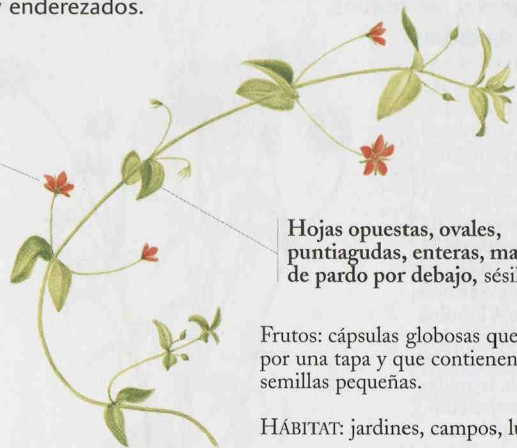 enderezados.
Hojas opuestas, ovales,
puntiagudas, enteras,
de pardo por debajo,
Frutos: cápsulas globosas que
por una tapa y que contienen
semillas pequeñas.
HÁBITAT: jardines, campos,